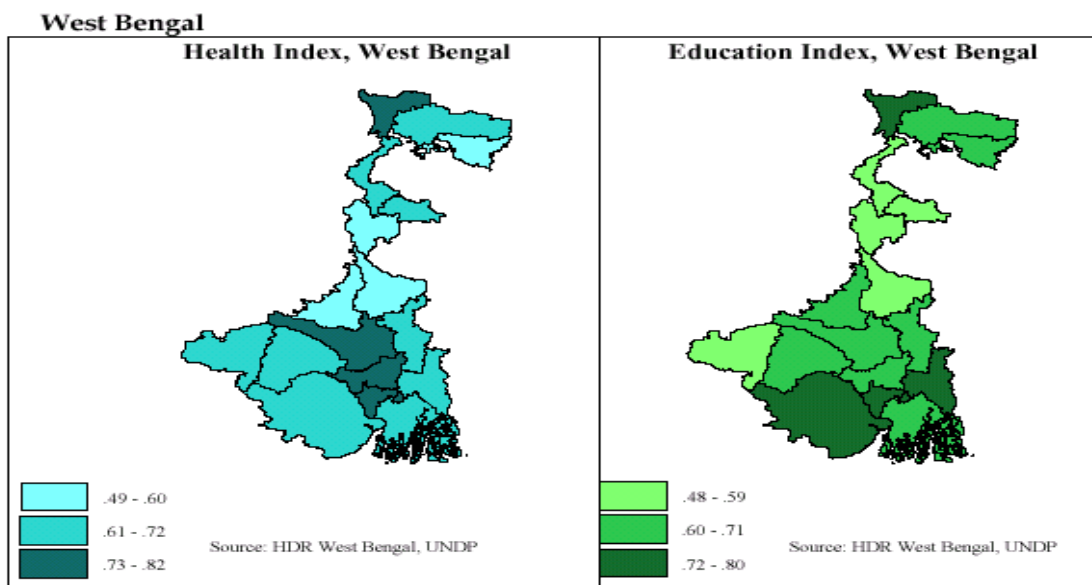 West Bengal
Health Index, West Bengal
.49 - .60
.61 - .72
.73 - .82
Source: HDR West Bengal, UNDP
Education Index, West Bengal
.48 - .59
.60 - .71
.72 - .80
Source: HDR West Bengal, UNDP